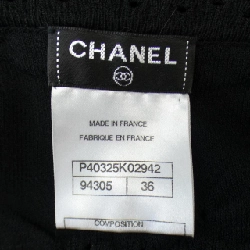 CHANEL
MADE IN FRANCE
FABRIQUE EN FRANCE
P40325K02942
94305 36
COMPOSITION